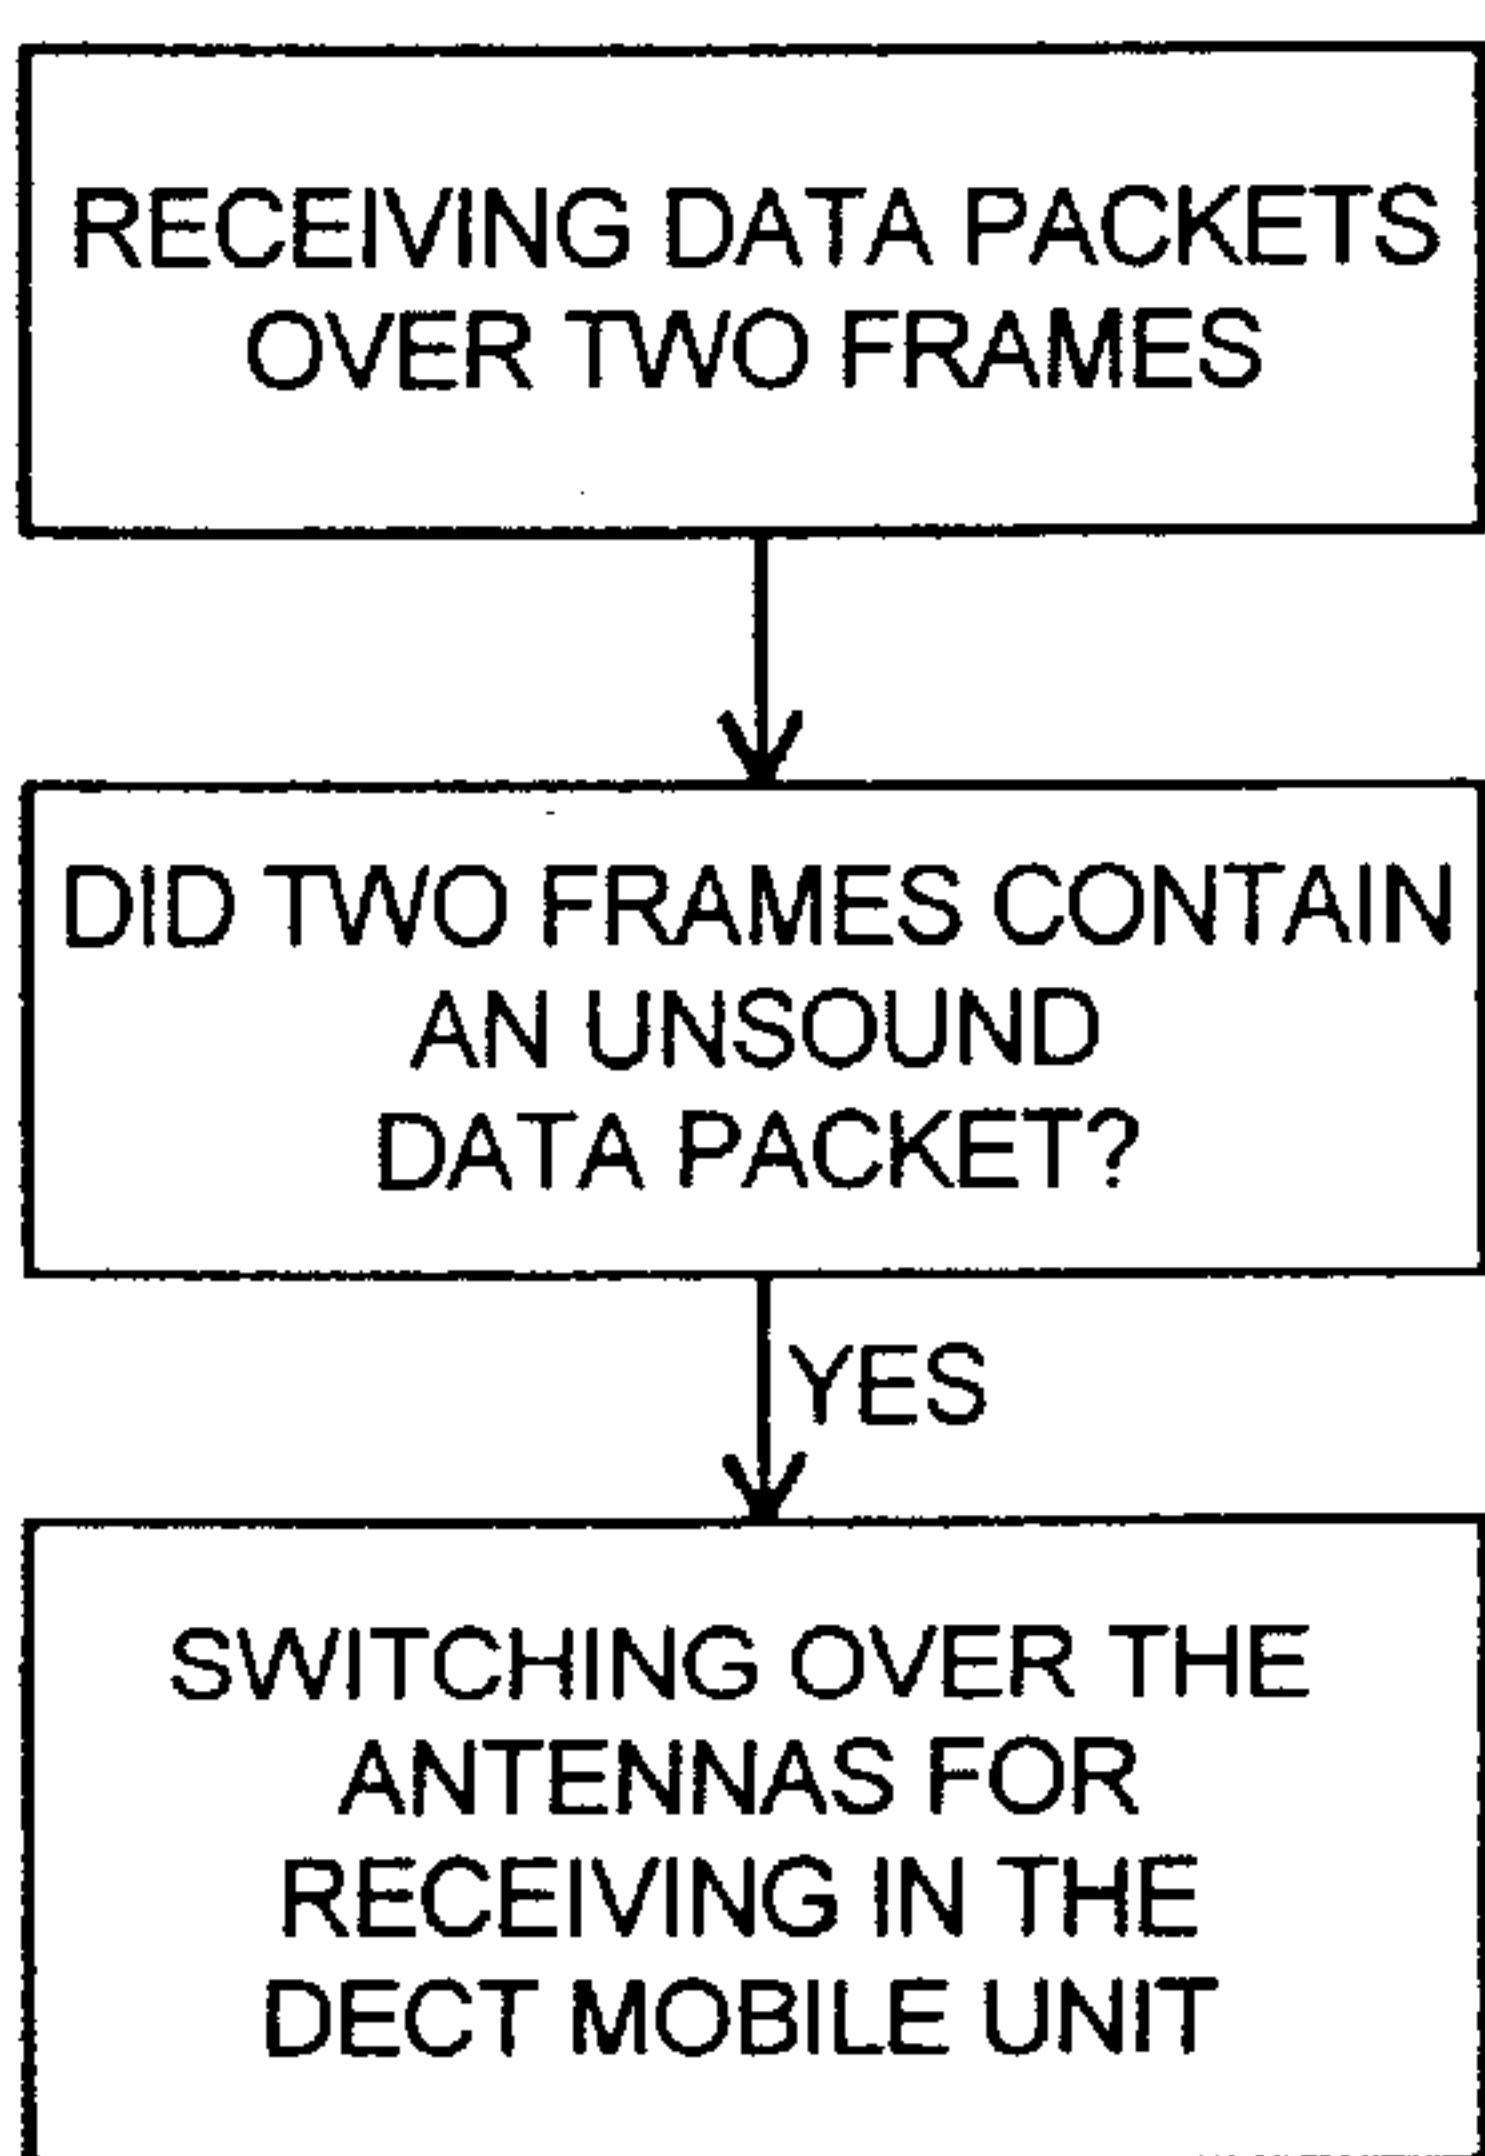 RECEIVING DATA PACKETS
OVER TWO FRAMES
DID TWO FRAMES CONTAIN
AN UNSOUND
DATA PACKET?
YES
SWITCHING OVER THE
ANTENNAS FOR
RECEIVING IN THE
DECT MOBILE UNIT